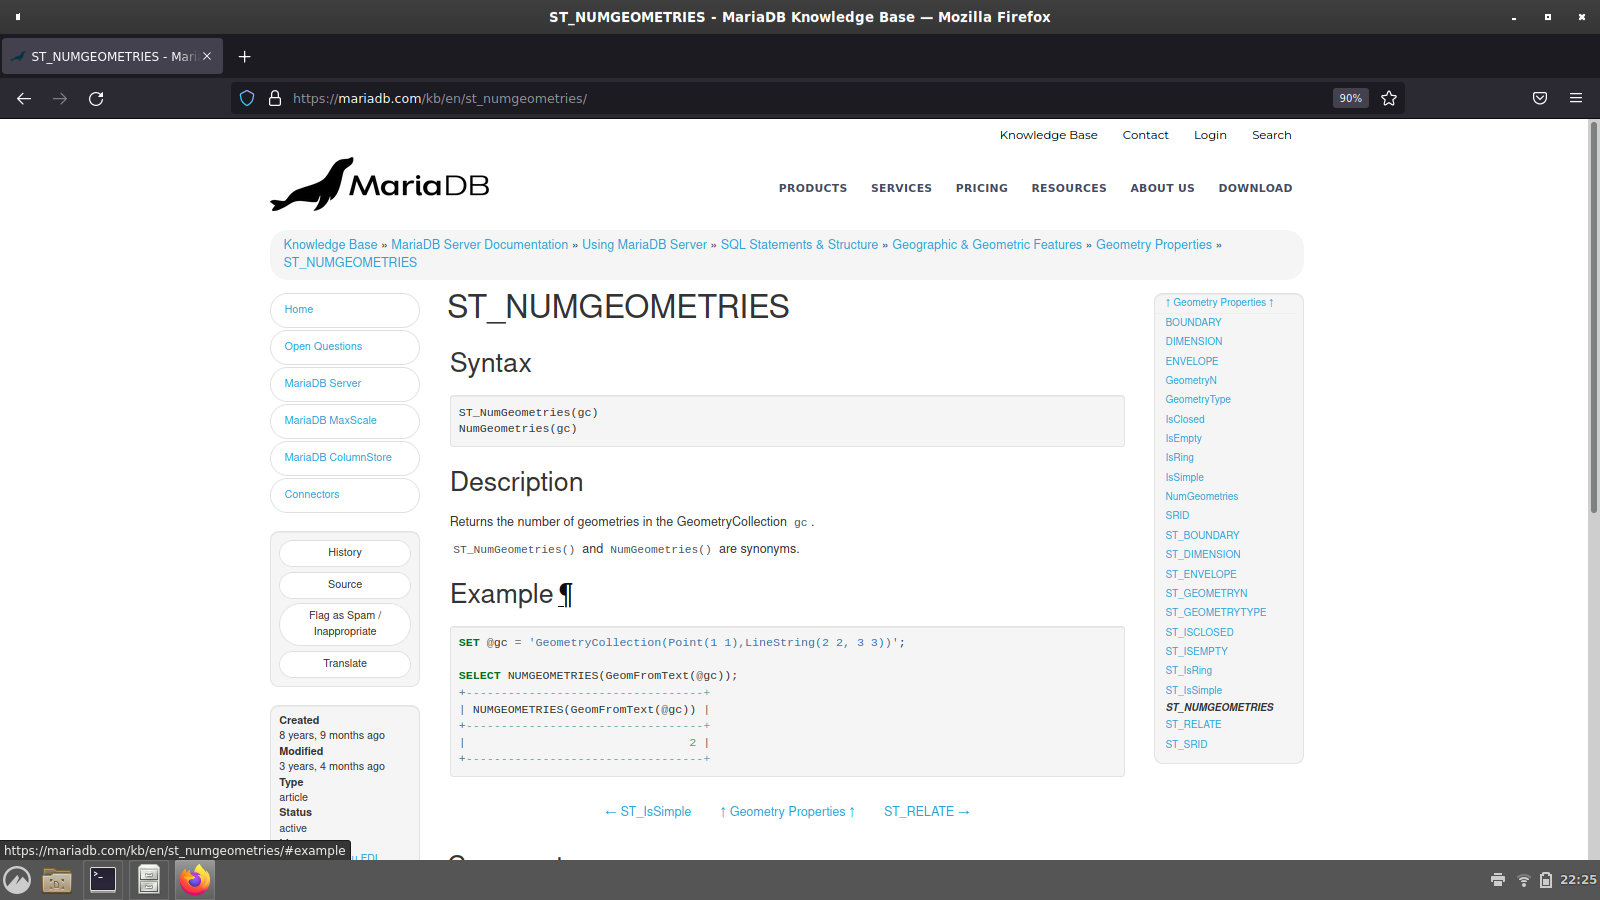 ST_NUMGEOMETRIES - MariaDB Knowledge Base — Mozilla Firefox
ST_NUMGEOMETRIES - Mari
https://mariadb.com/kb/en/st_numgeometries/
90%
Knowledge Base
Contact
Login
Search
MariaDB
PRODUCTS
SERVICES
PRICING
RESOURCES
ABOUT US
DOWNLOAD
Knowledge Base » MariaDB Server Documentation » Using MariaDB Server » SQL Statements & Structure » Geographic & Geometric Features » Geometry Properties »
ST_NUMGEOMETRIES
Home
Open Questions
MariaDB Server
MariaDB MaxScale
MariaDB ColumnStore
Connectors
History
Source
Flag as Spam /
Inappropriate
Translate
Created
8 years, 9 months ago
Modified
3 years, 4 months ago
Type
article
Status
active
ST_NUMGEOMETRIES
Syntax
ST_NumGeometries(gc)
NumGeometries(gc)
Description
Returns the number of geometries in the GeometryCollection gc.
ST_NumGeometries() and NumGeometries() are synonyms.
Example ¶
SET @gc = 'GeometryCollection(Point(1 1),LineString(2 2, 3 3))';
SELECT NUMGEOMETRIES(GeomFromText(@gc));
+----------------------------------+
| NUMGEOMETRIES(GeomFromText(@gc)) |
+----------------------------------+
|                                2 |
+----------------------------------+
← ST_IsSimple
↑ Geometry Properties ↑
ST_RELATE →
↑ Geometry Properties ↑
BOUNDARY
DIMENSION
ENVELOPE
GeometryN
GeometryType
IsClosed
IsEmpty
IsRing
IsSimple
NumGeometries
SRID
ST_BOUNDARY
ST_DIMENSION
ST_ENVELOPE
ST_GEOMETRYN
ST_GEOMETRYTYPE
ST_ISCLOSED
ST_ISEMPTY
ST_IsRing
ST_IsSimple
ST_NUMGEOMETRIES
ST_RELATE
ST_SRID
https://mariadb.com/kb/en/st_numgeometries/#example
22:25